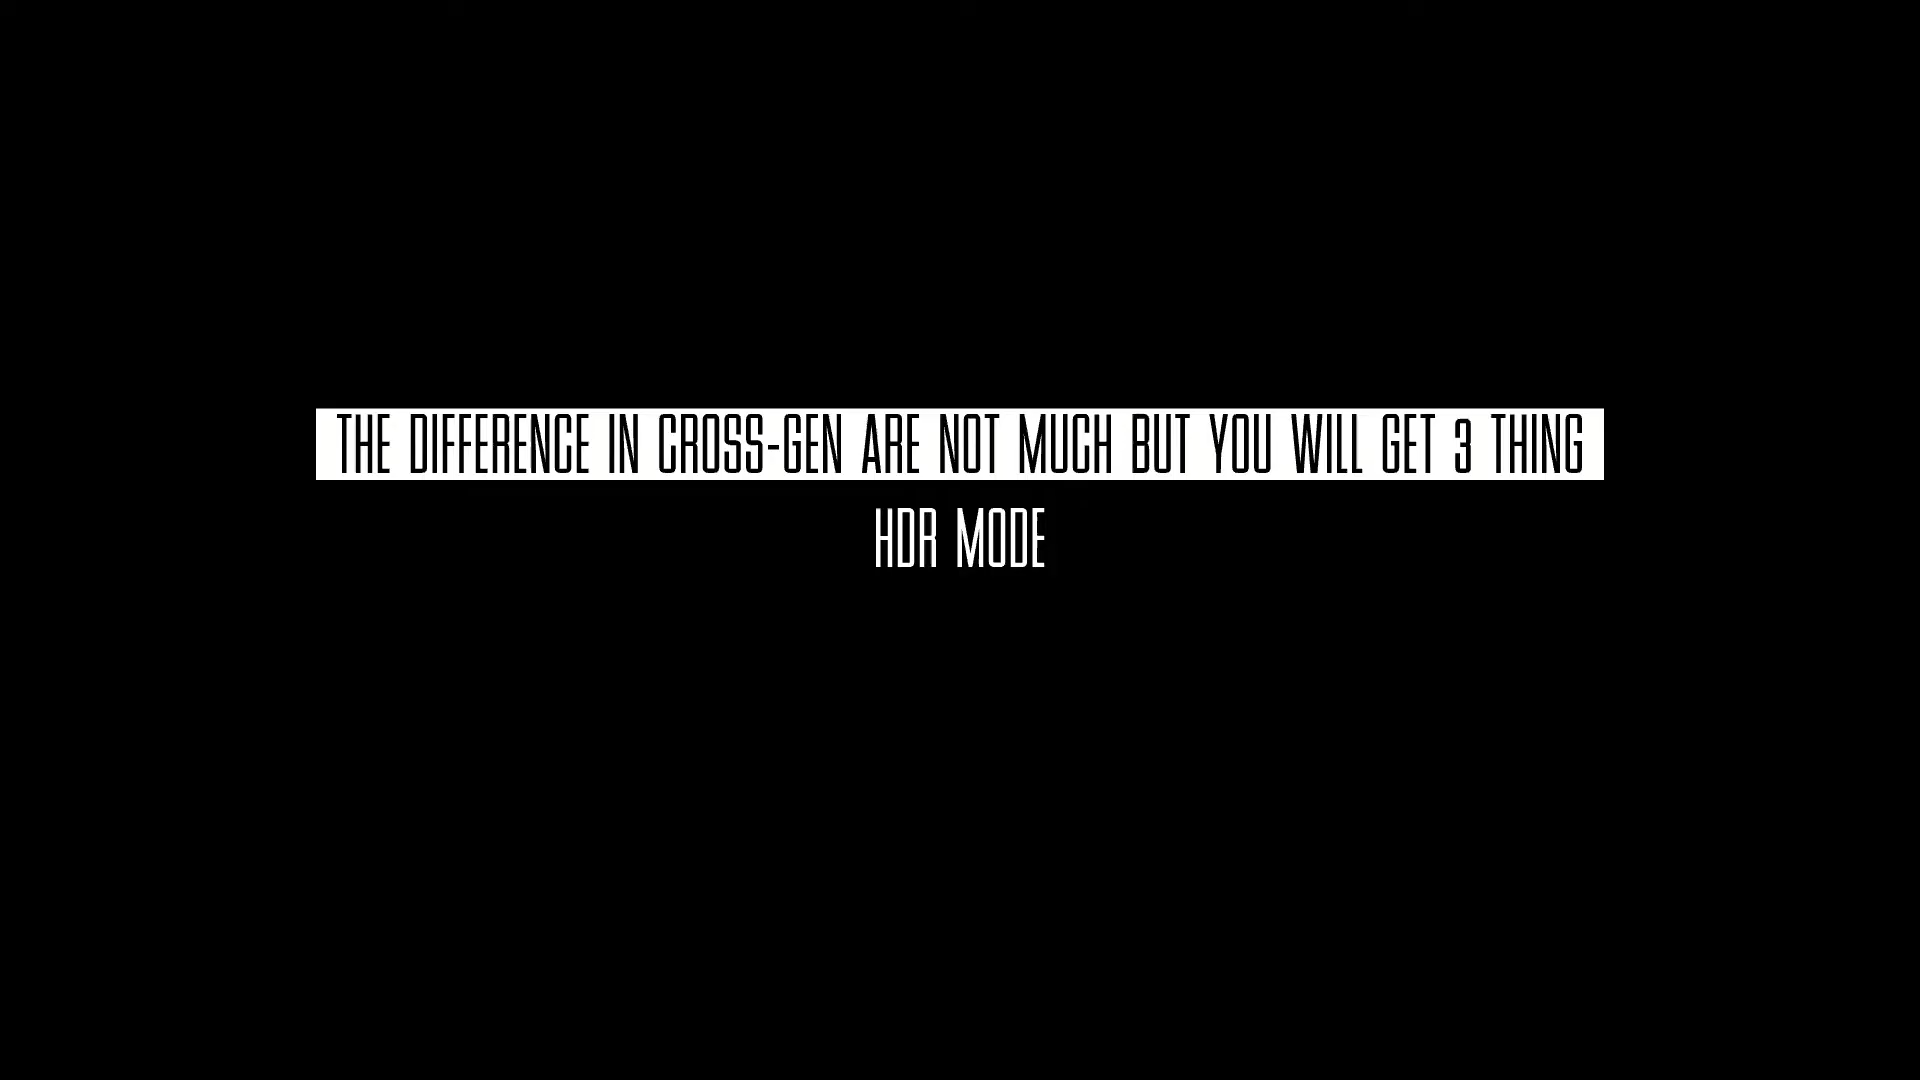 THE DIFFERENCE IN CROSS-GEN ARE NOT MUCH BUT YOU WILL GET 3 THING
HDR MODE